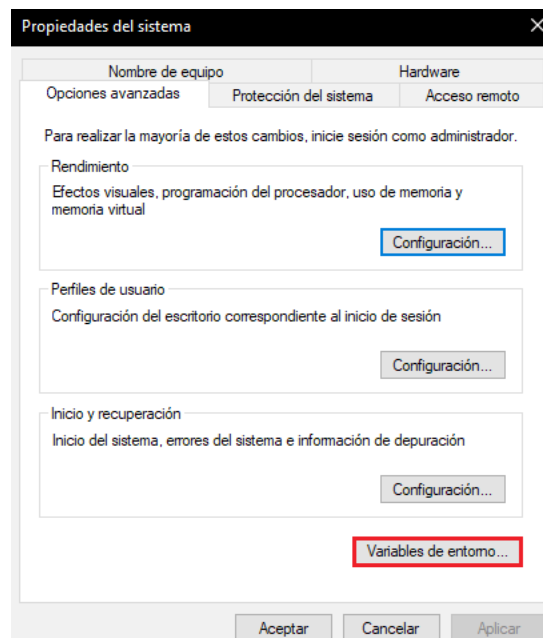 Propiedades del sistema
Nombre de equipo
Hardware
Opciones avanzadas
Protección del sistema
Acceso remoto
Para realizar la mayoría de estos cambios, inicie sesión como administrador.
Rendimiento
Efectos visuales, programación del procesador, uso de memoria y
memoria virtual
Configuración...
Perfiles de usuario
Configuración del escritorio correspondiente al inicio de sesión
Configuración...
Inicio y recuperación
Inicio del sistema, errores del sistema e información de depuración
Configuración...
Variables de entorno...
Aceptar
Cancelar
Aplicar